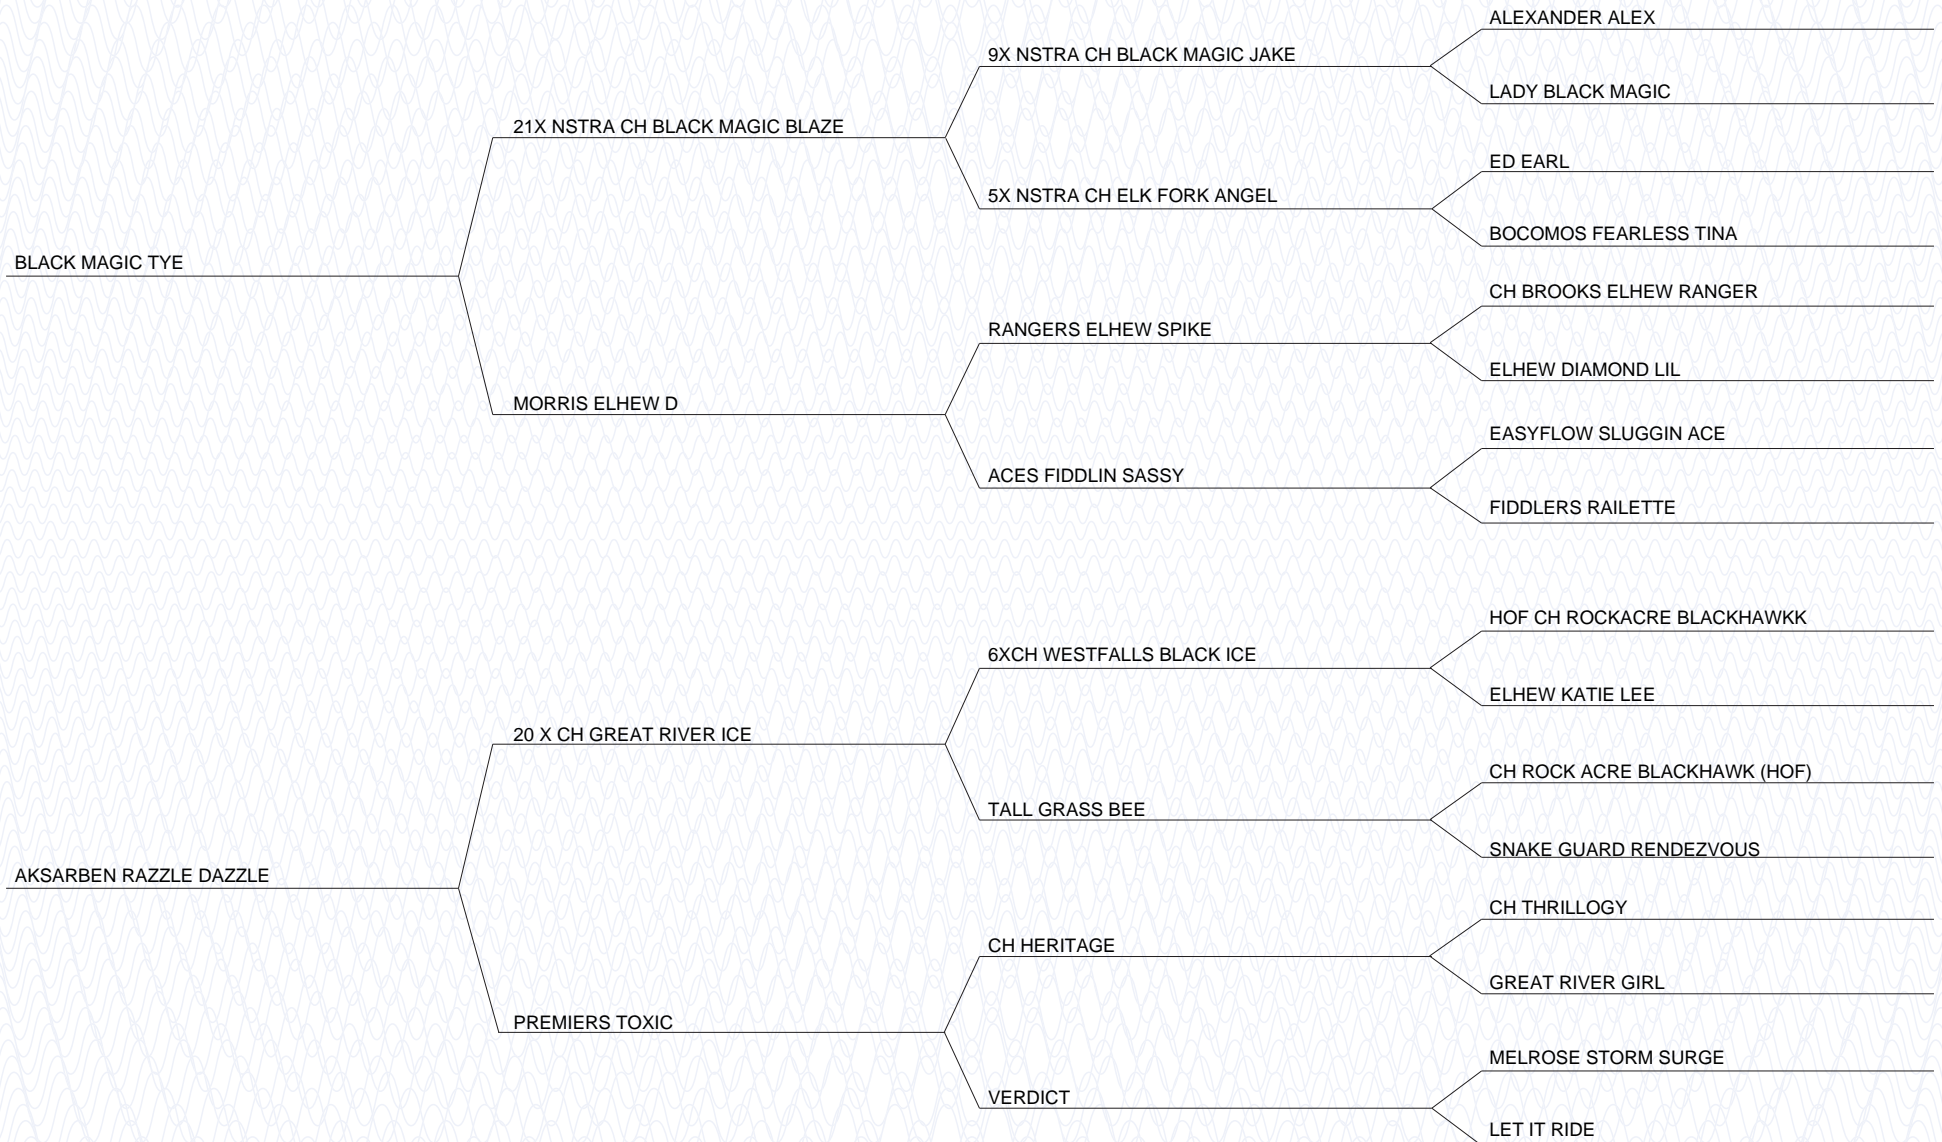 ALEXANDER ALEX
9X NSTRA CH BLACK MAGIC JAKE
LADY BLACK MAGIC
21X NSTRA CH BLACK MAGIC BLAZE
ED EARL
5X NSTRA CH ELK FORK ANGEL
BOCOMOS FEARLESS TINA
BLACK MAGIC TYE
CH BROOKS ELHEW RANGER
RANGERS ELHEW SPIKE
ELHEW DIAMOND LIL
MORRIS ELHEW D
EASYFLOW SLUGGIN ACE
ACES FIDDLIN SASSY
FIDDLERS RAILETTE
HOF CH ROCKACRE BLACKHAWKK
6XCH WESTFALLS BLACK ICE
ELHEW KATIE LEE
20 X CH GREAT RIVER ICE
CH ROCK ACRE BLACKHAWK (HOF)
TALL GRASS BEE
SNAKE GUARD RENDEZVOUS
AKSARBEN RAZZLE DAZZLE
CH THRILLOGY
CH HERITAGE
GREAT RIVER GIRL
PREMIERS TOXIC
MELROSE STORM SURGE
VERDICT
LET IT RIDE